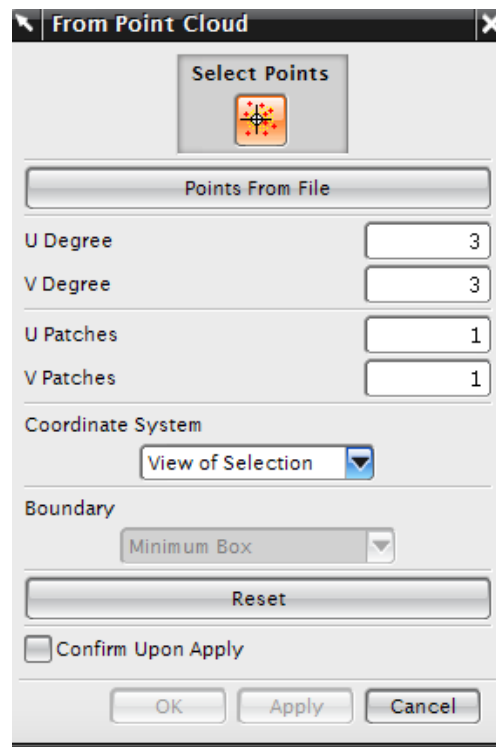 From Point Cloud
Select Points
Points From File
U Degree 3
V Degree 3
U Patches 1
V Patches 1
Coordinate System
View of Selection
Boundary
Minimum Box
Reset
Confirm Upon Apply
OK Apply Cancel